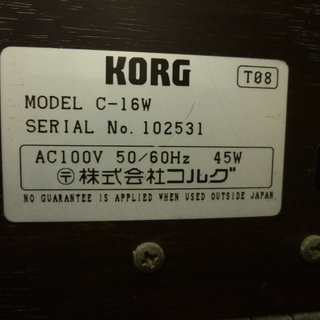 KORG
T08
MODEL C-16W
SERIAL No. 102531
AC100V 50/60Hz 45W
〒株式会社コルグ
NO GUARANTEE IS APPLIED WHEN USED OUTSIDE JAPAN